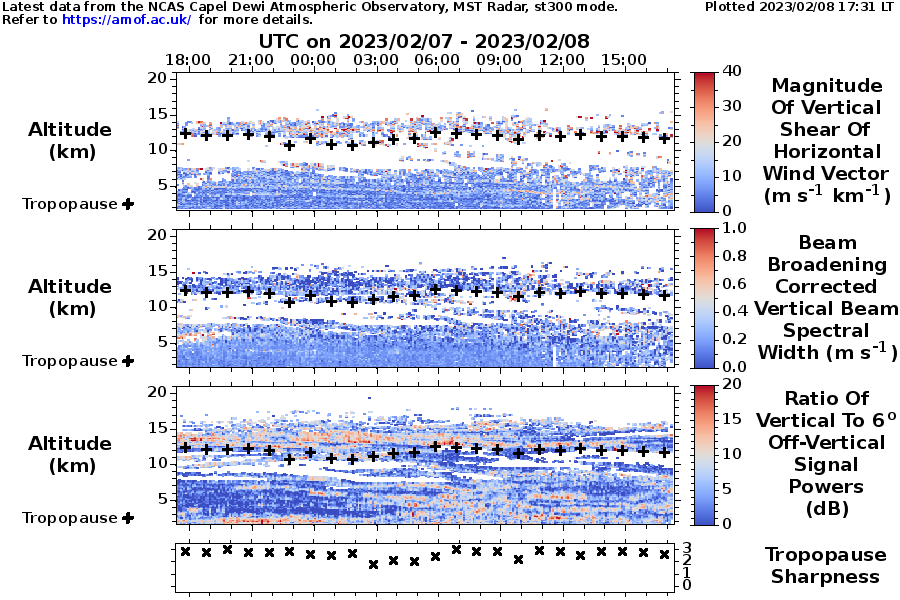 Latest data from the NCAS Capel Dewi Atmospheric Observatory, MST Radar, st300 mode.
Plotted 2023/02/08 17:31 LT
Refer to https://amof.ac.uk/ for more details.
UTC on 2023/02/07 - 2023/02/08
18:00 21:00 00:00 03:00 06:00 09:00 12:00 15:00
20
15
10
5
Altitude
(km)
Tropopause
40
30
20
10
0
Magnitude
Of Vertical
Shear Of
Horizontal
Wind Vector
(m s-1 km-1)
20
15
10
5
Altitude
(km)
Tropopause
1.0
0.8
0.6
0.4
0.2
0.0
Beam
Broadening
Corrected
Vertical Beam
Spectral
Width (m s-1)
20
15
10
5
Altitude
(km)
Tropopause
20
15
10
5
0
Ratio Of
Vertical To 6o
Off-Vertical
Signal
Powers
(dB)
3
2
1
0
Tropopause
Sharpness